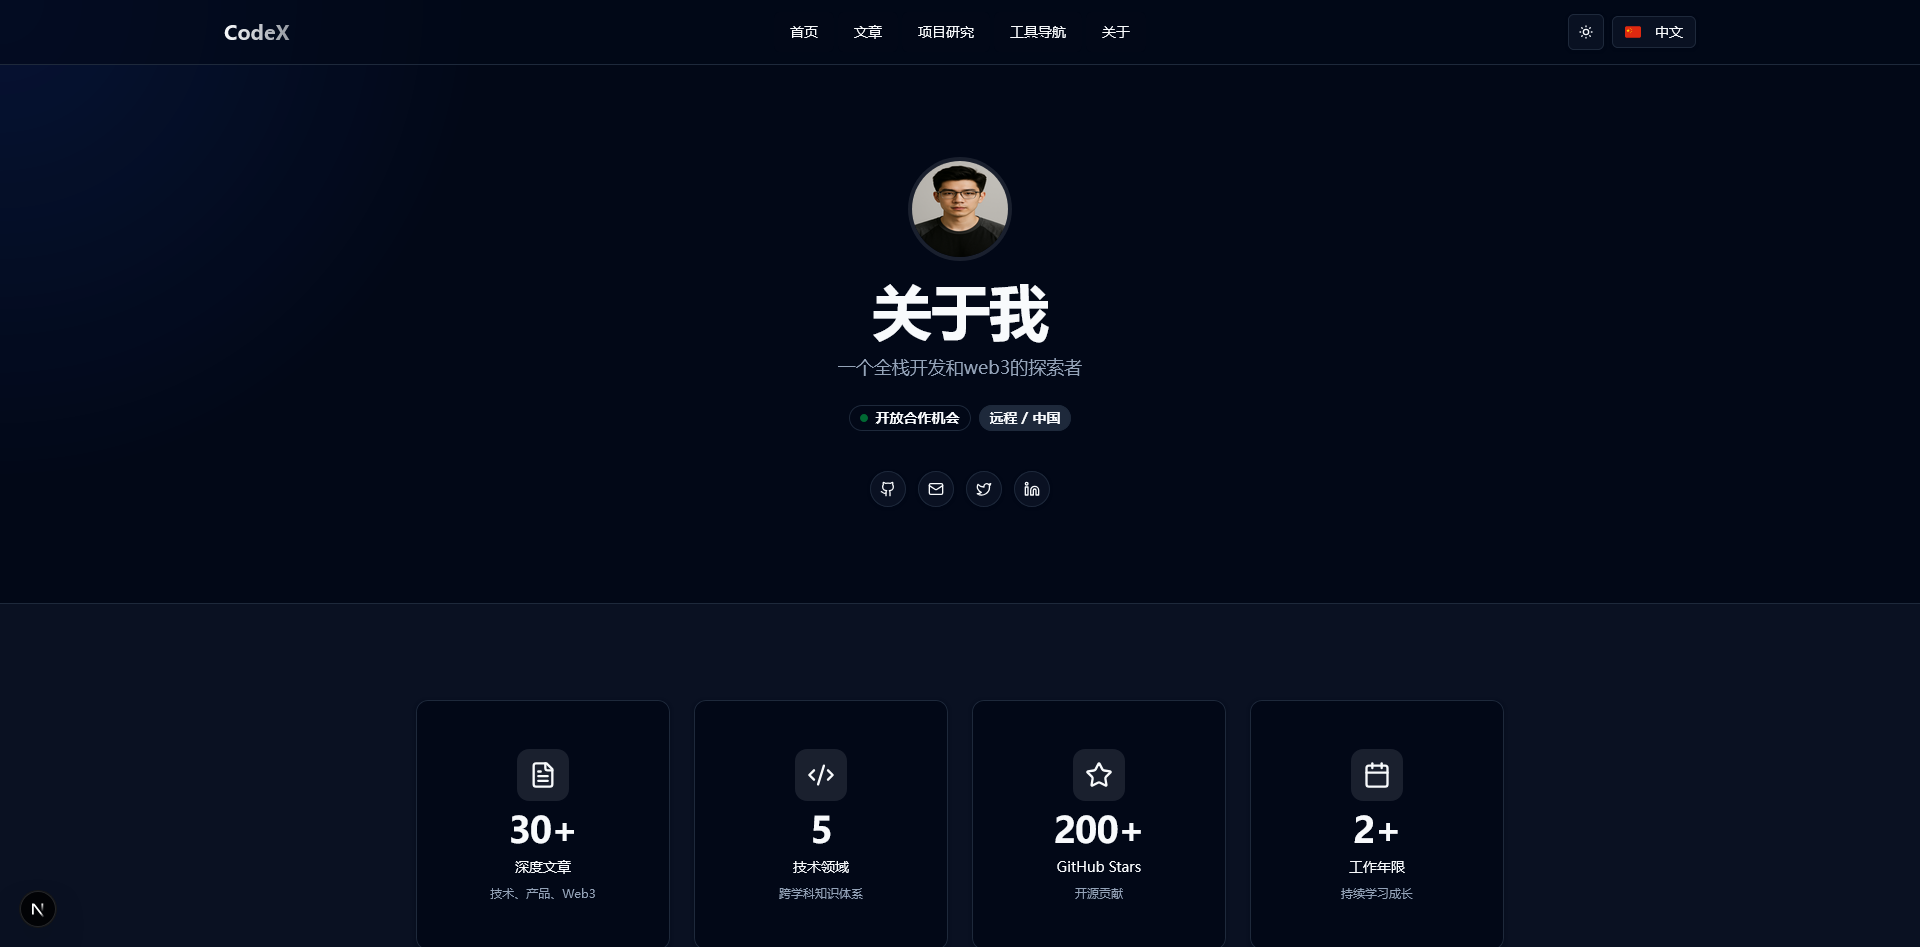 CodeX
首页 文章 项目研究 工具导航 关于
中文
关于我
一个全栈开发和web3的探索者
开放合作机会 远程 / 中国
30+
深度文章
技术、产品、Web3
5
技术领域
跨学科知识体系
200+
GitHub Stars
开源贡献
2+
工作年限
持续学习成长
N